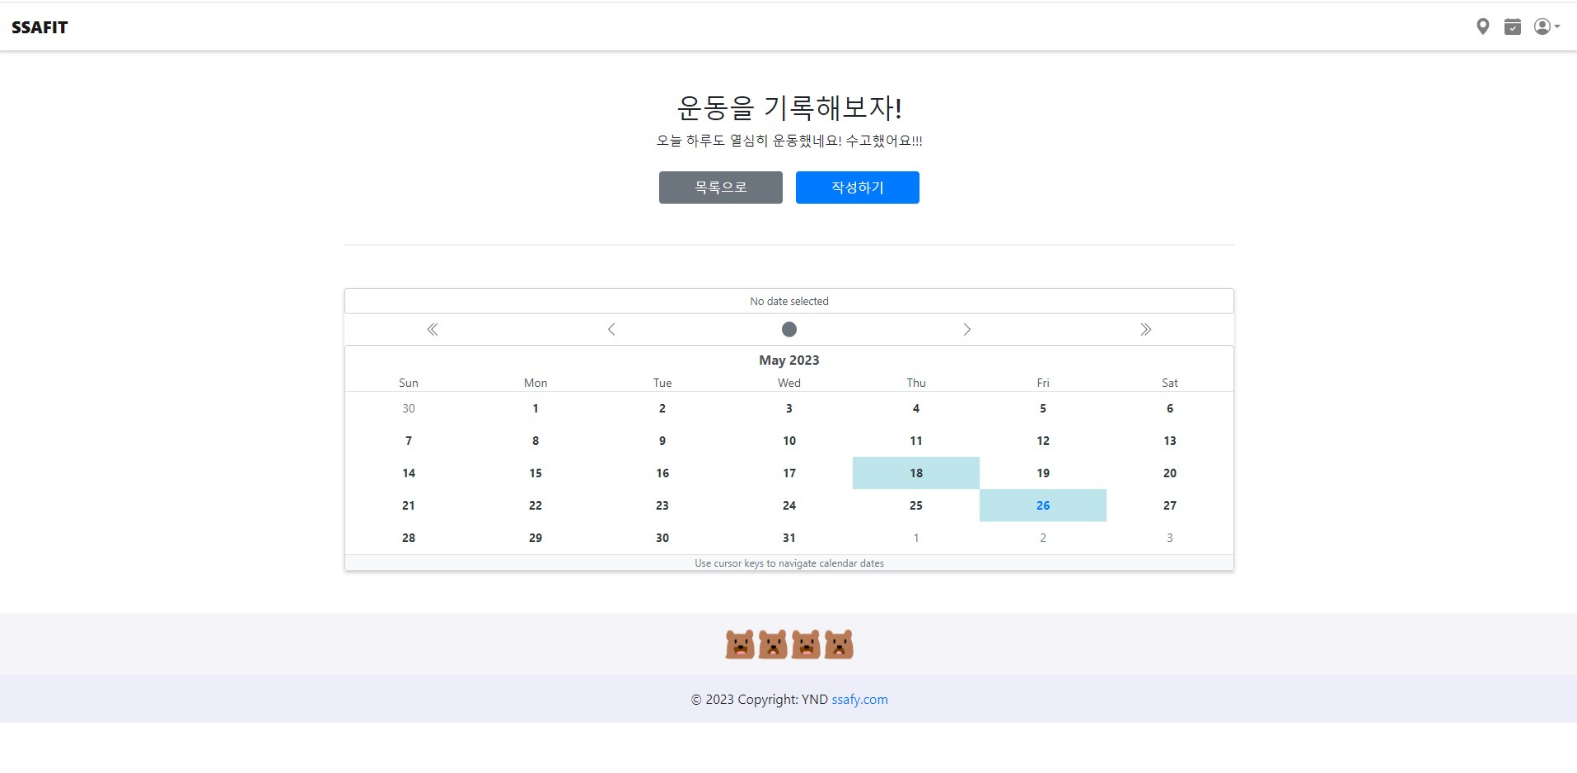 SSAFIT
운동을 기록해보자!
오늘 하루도 열심히 운동했네요! 수고했어요!!!
목록으로 작성하기
No date selected
May 2023
Sun Mon Tue Wed Thu Fri Sat
30 1 2 3 4 5 6
7 8 9 10 11 12 13
14 15 16 17 18 19 20
21 22 23 24 25 26 27
28 29 30 31 1 2 3
Use cursor keys to navigate calendar dates
© 2023 Copyright: YND ssafy.com